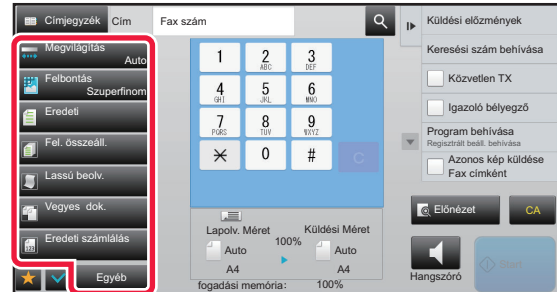 Címjegyzék
Cím
Fax szám
Megvilágítás
Auto
Felbontás
Szuperfinom
Eredeti
Fel. összeáll.
Lassú beolv.
Vegyes dok.
Eredeti számlálás
Egyéb
1
2
ABC
3
DEF
4
GHI
5
JKL
6
MNO
7
PQRS
8
TUV
9
WXYZ
0
#
C
Lapolv. Méret
100%
Küldési Méret
Auto
Auto
A4
A4
fogadási memória:
100%
Küldési előzmények
Keresési szám behívása
Közvetlen TX
Igazoló bélyegző
Program behívása
Regisztrált beáll. behívása
Azonos kép küldése
Fax címként
Előnézet
CA
Hangszóró
Start